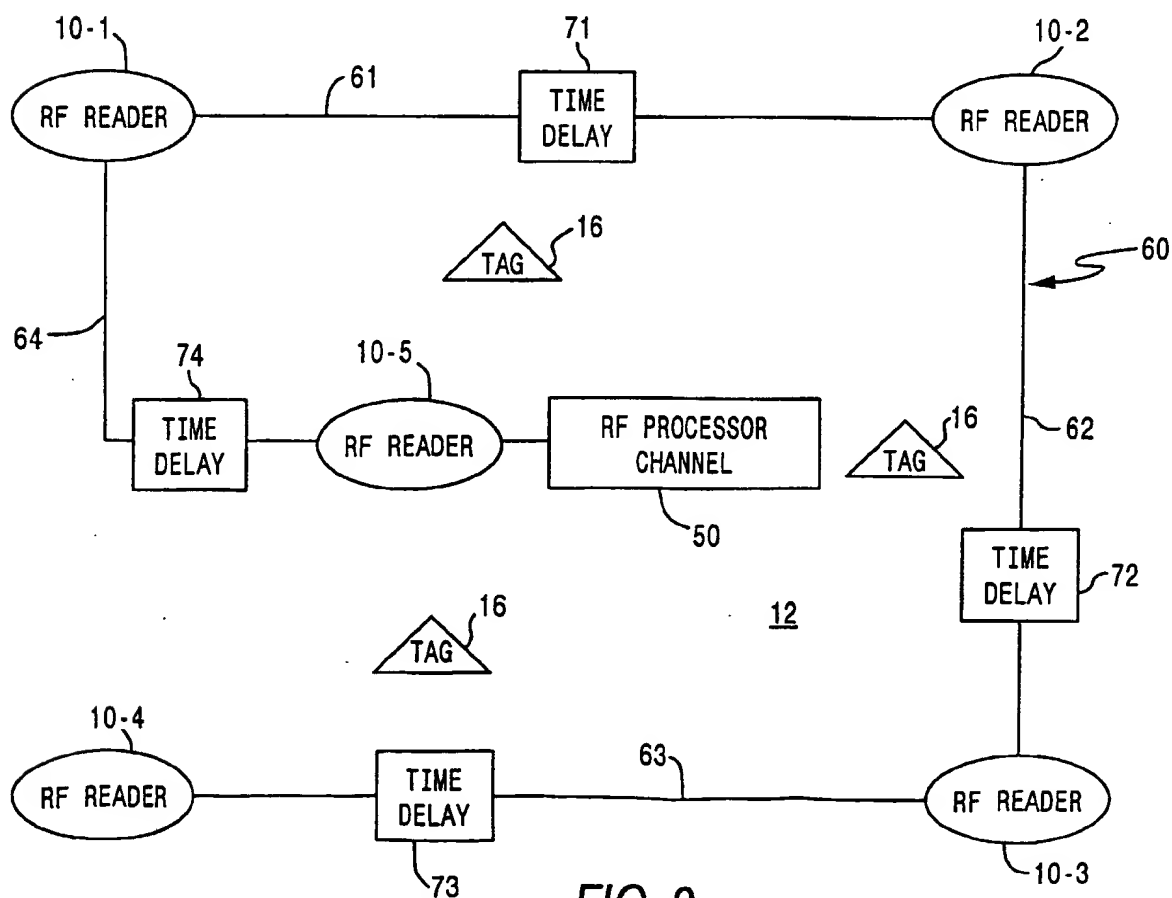 10-1
71
10-2
61
RF READER
TIME
DELAY
RF READER
16
TAG
60
64
74
10-5
TIME
DELAY
RF READER
RF PROCESSOR
CHANNEL
16
TAG
62
50
TIME
DELAY
72
12
16
TAG
10-4
63
RF READER
TIME
DELAY
RF READER
73
10-3